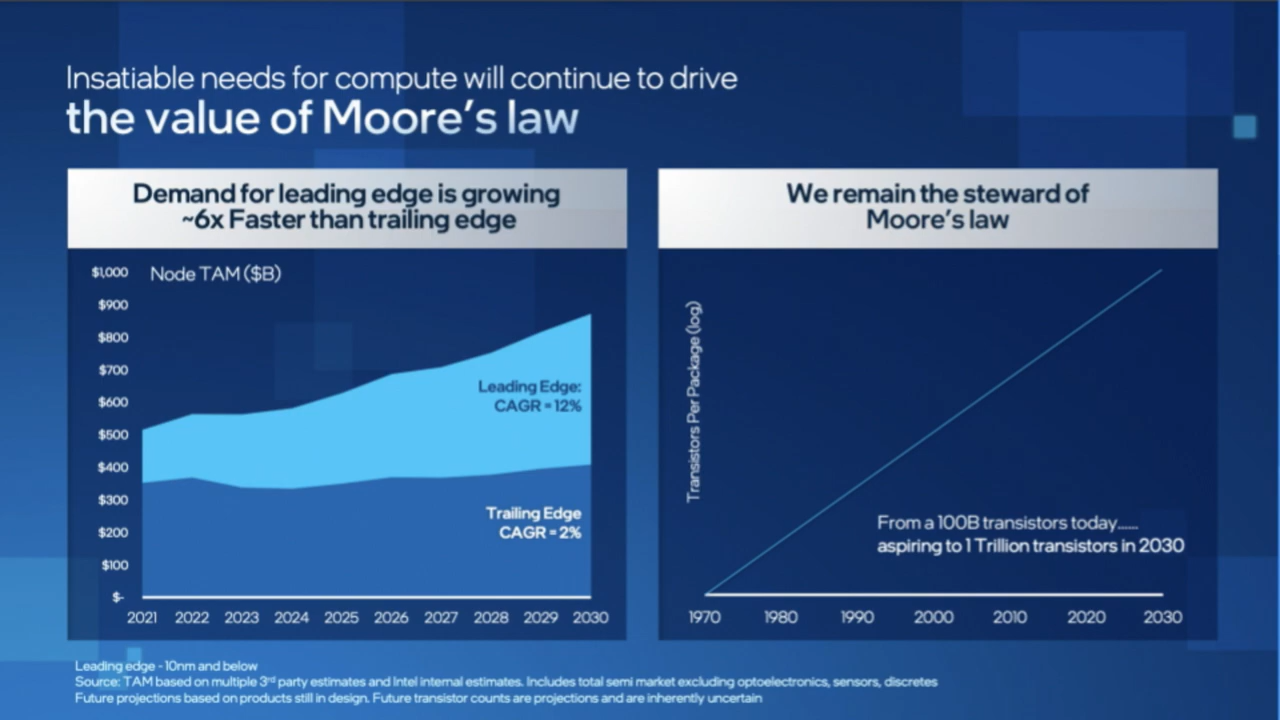 Insatiable needs for compute will continue to drive
the value of Moore's law
Demand for leading edge is growing
~6x Faster than trailing edge
Node TAM ($B)
$1,000
$900
$800
$700
$600
$500
$400
$300
$200
$100
$-
Leading Edge:
CAGR = 12%
Trailing Edge
CAGR = 2%
2021 2022 2023 2024 2025 2026 2027 2028 2029 2030
We remain the steward of
Moore's law
Transistors Per Package (log)
From a 100B transistors today......
aspiring to 1 Trillion transistors in 2030
1970 1980 1990 2000 2010 2020 2030
Leading edge - 10nm and below
Source: TAM based on multiple 3rd party estimates and Intel internal estimates. Includes total semi market excluding optoelectronics, sensors, discretes
Future projections based on products still in design. Future transistor counts are projections and are inherently uncertain